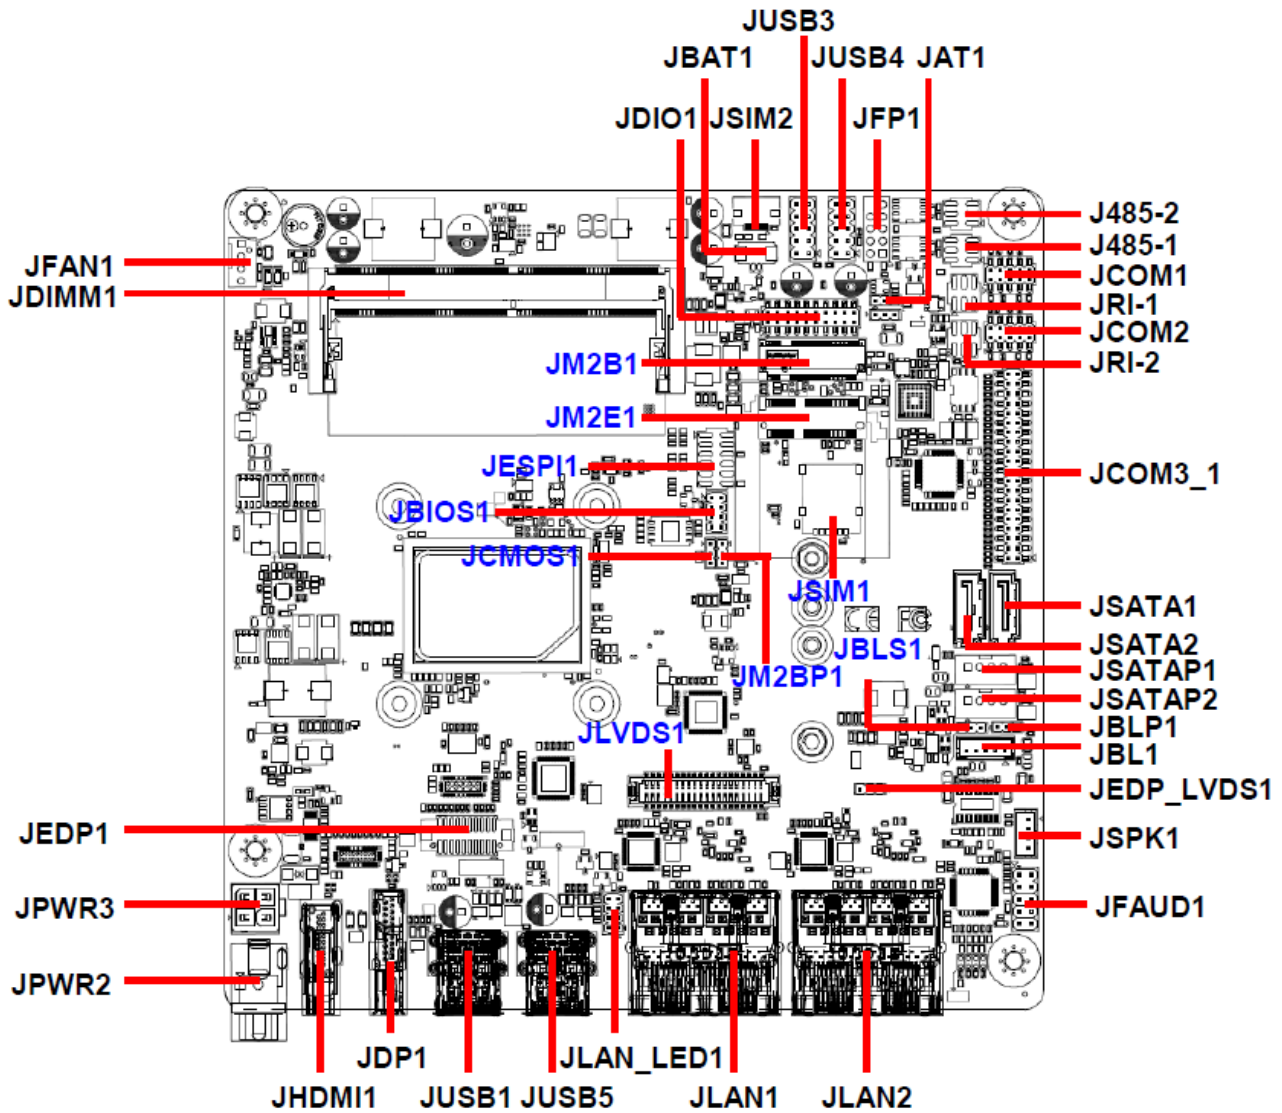 JUSB3
JBAT1
JUSB4
JAT1
JDIO1
JSIM2
JFP1
J485-2
J485-1
JFAN1
JCOM1
JDIMM1
JRI-1
JCOM2
JM2B1
JRI-2
JM2E1
JESPI1
JCOM3_1
JBIOS1
JCMOS1
JSIM1
JSATA1
JSATA2
JBLS1
JM2BP1
JSATAP1
JSATAP2
JLVDS1
JBLP1
JBL1
JEDP_LVDS1
JEDP1
JSPK1
JPWR3
JFAUD1
JPWR2
JDP1
JLAN_LED1
JHDMI1
JUSB1
JUSB5
JLAN1
JLAN2